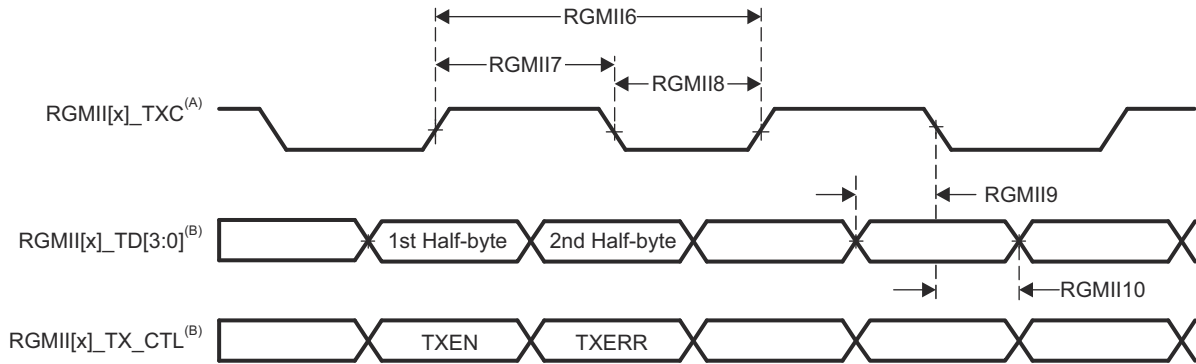 RGMII6
RGMII7
RGMII8
RGMII[x]_TXC(A)
RGMII9
RGMII[x]_TD[3:0](B)
1st Half-byte
2nd Half-byte
RGMII10
RGMII[x]_TX_CTL(B)
TXEN
TXERR